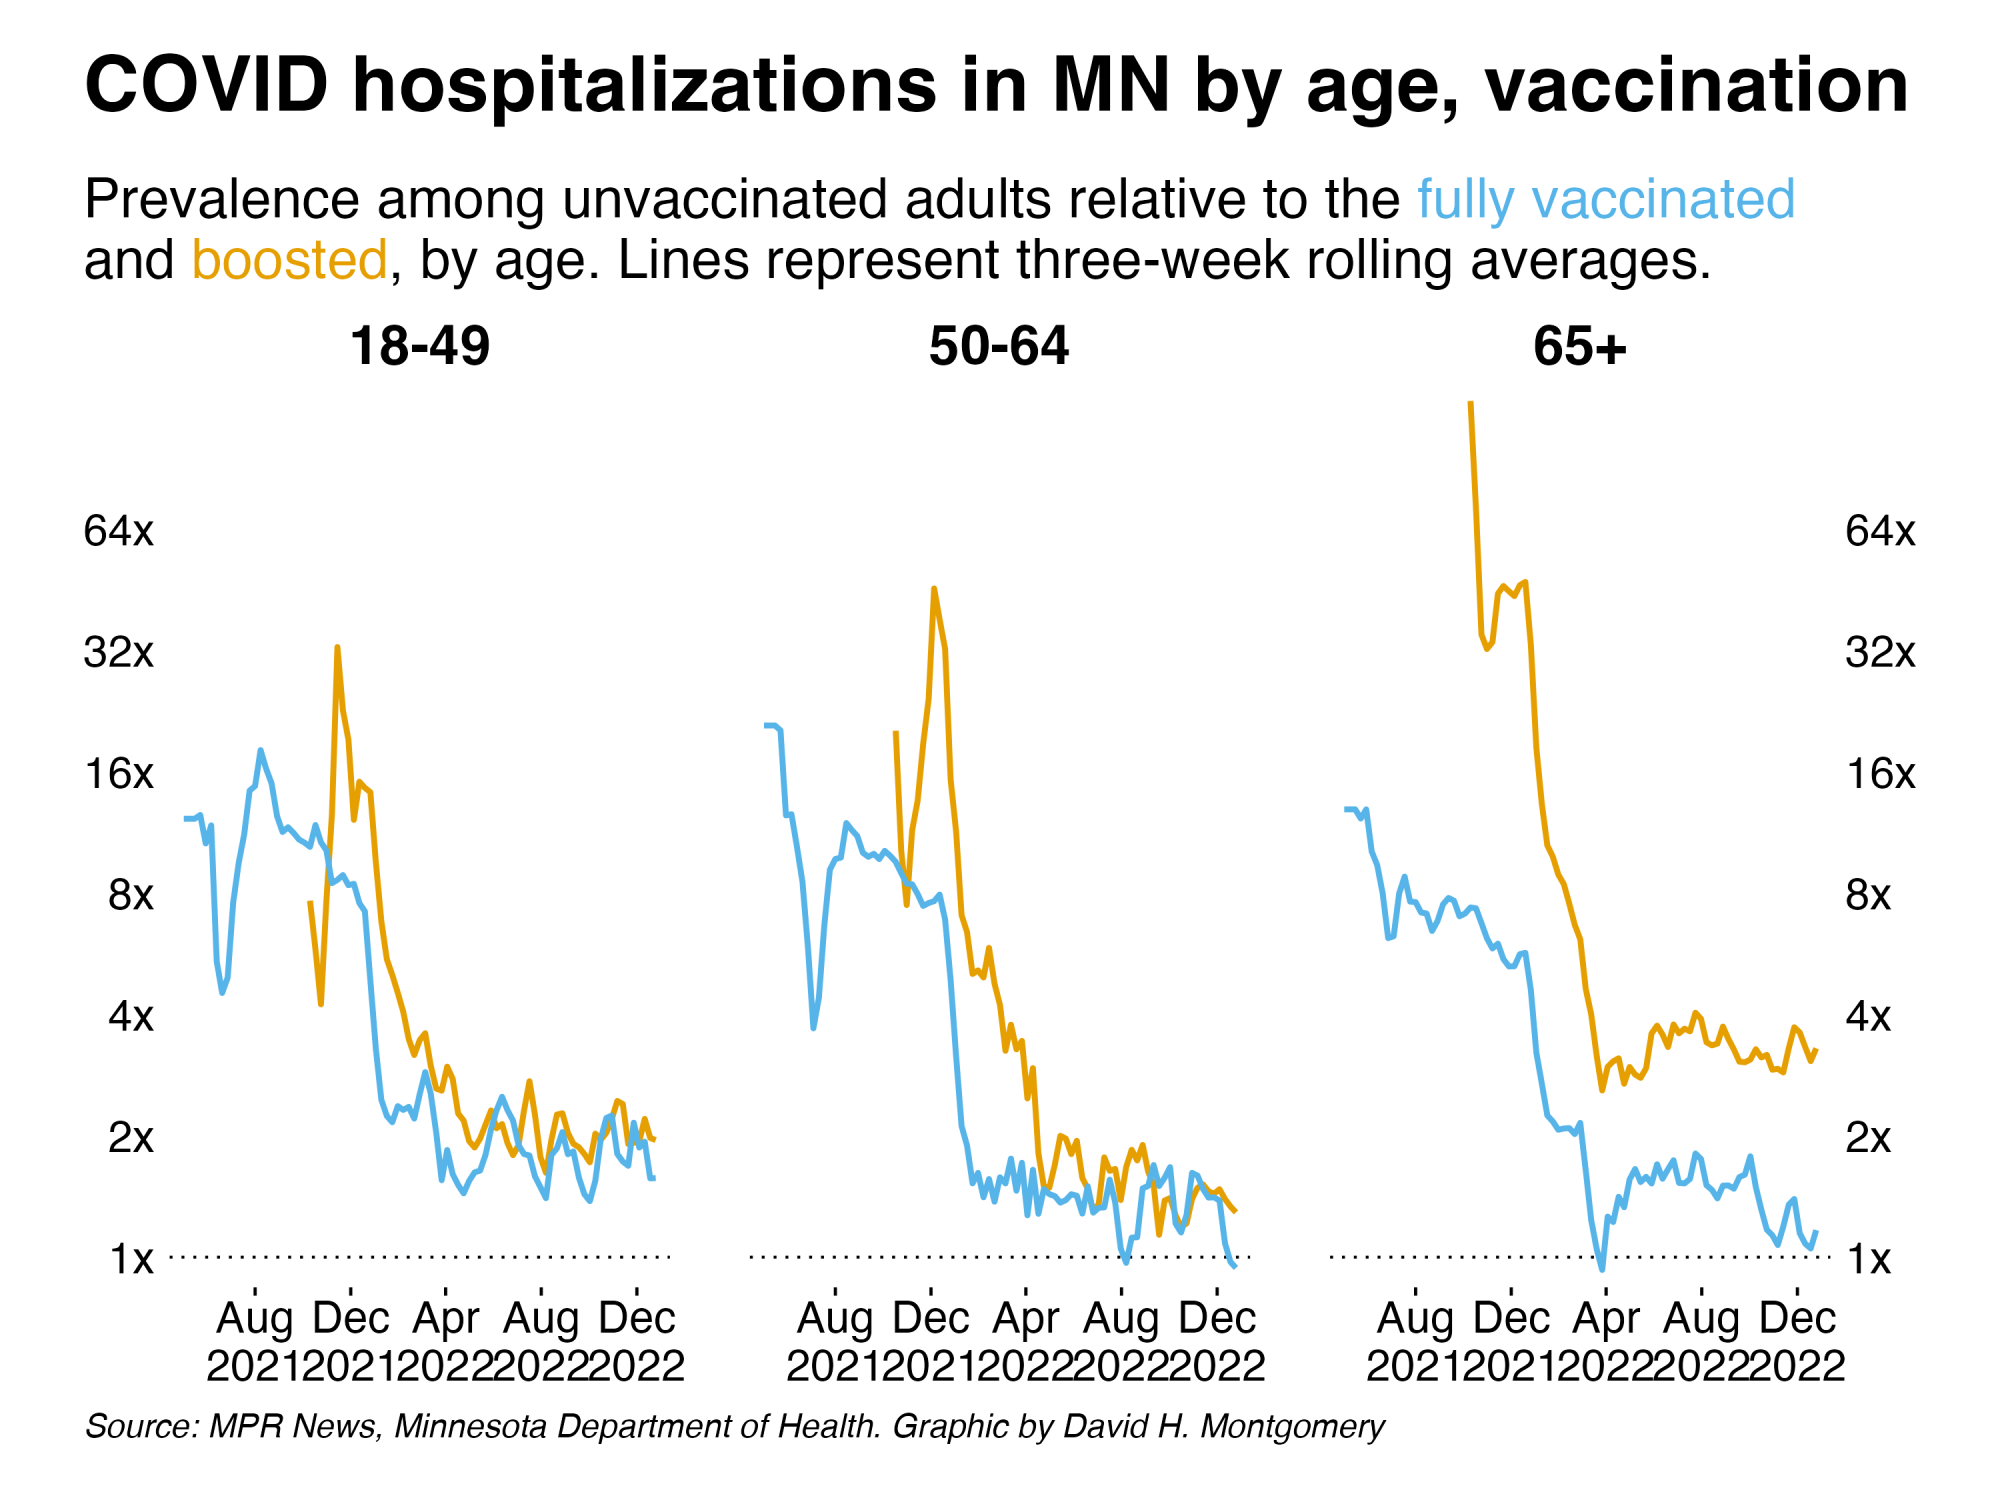 COVID hospitalizations in MN by age, vaccination
Prevalence among unvaccinated adults relative to the fully vaccinated
and boosted, by age. Lines represent three-week rolling averages.
18-49 50-64 65+
64x 64x
32x 32x
16x 16x
8x 8x
4x 4x
2x 2x
1x 1x
Aug Dec Apr Aug Dec Aug Dec Apr Aug Dec Aug Dec Apr Aug Dec
2021 2021 2022 2022 2022 2021 2021 2022 2022 2022 2021 2021 2022 2022 2022
Source: MPR News, Minnesota Department of Health. Graphic by David H. Montgomery